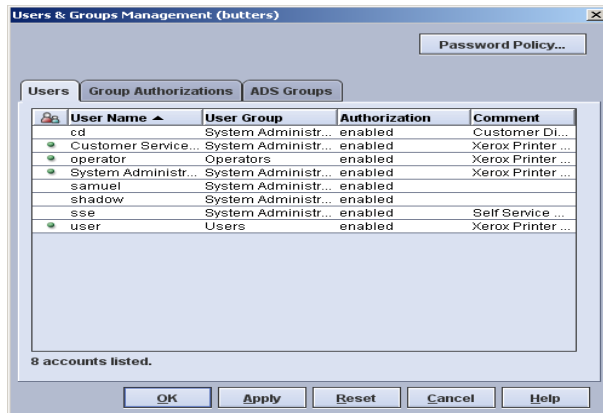 Users & Groups Management (butters)
Password Policy...
Users Group Authorizations ADS Groups
User Name User Group Authorization Comment
cd System Administr... enabled Customer Di...
Customer Service... System Administr... enabled Xerox Printer ...
operator Operators enabled Xerox Printer ...
System Administr... System Administr... enabled Xerox Printer ...
samuel System Administr... enabled
shadow System Administr... enabled
sse System Administr... enabled Self Service ...
user Users enabled Xerox Printer ...
8 accounts listed.
OK Apply Reset Cancel Help